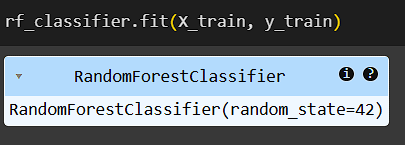 rf_classifier.fit(X_train, y_train)
RandomForestClassifier
RandomForestClassifier(random_state=42)